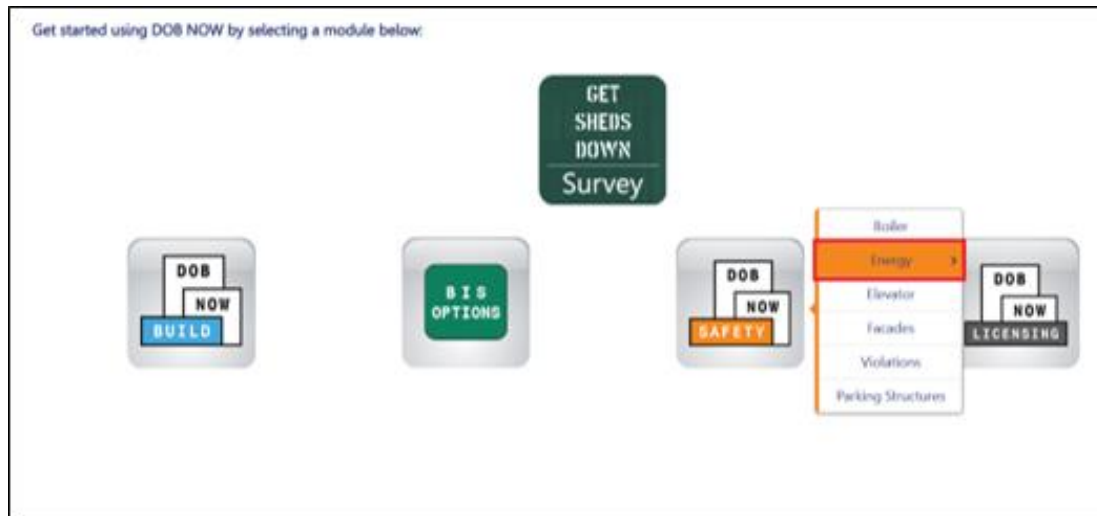 Get started using DOB NOW by selecting a module below:
GET
SHEDS
DOWN
Survey
DOB
NOW
BUILD
BIS
OPTIONS
DOB
NOW
SAFETY
Boiler
Energy
Elevator
Facades
Violations
Parking Structures
DOB
NOW
LICENSING